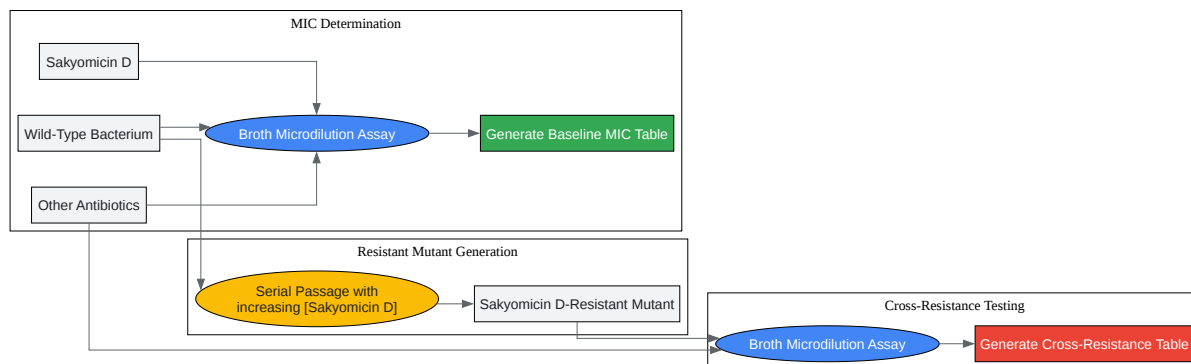 MIC Determination
Sakyomicin D
Wild-Type Bacterium
Broth Microdilution Assay
Generate Baseline MIC Table
Other Antibiotics
Resistant Mutant Generation
Serial Passage with
increasing [Sakyomicin D]
Sakyomicin D-Resistant Mutant
Cross-Resistance Testing
Broth Microdilution Assay
Generate Cross-Resistance Table